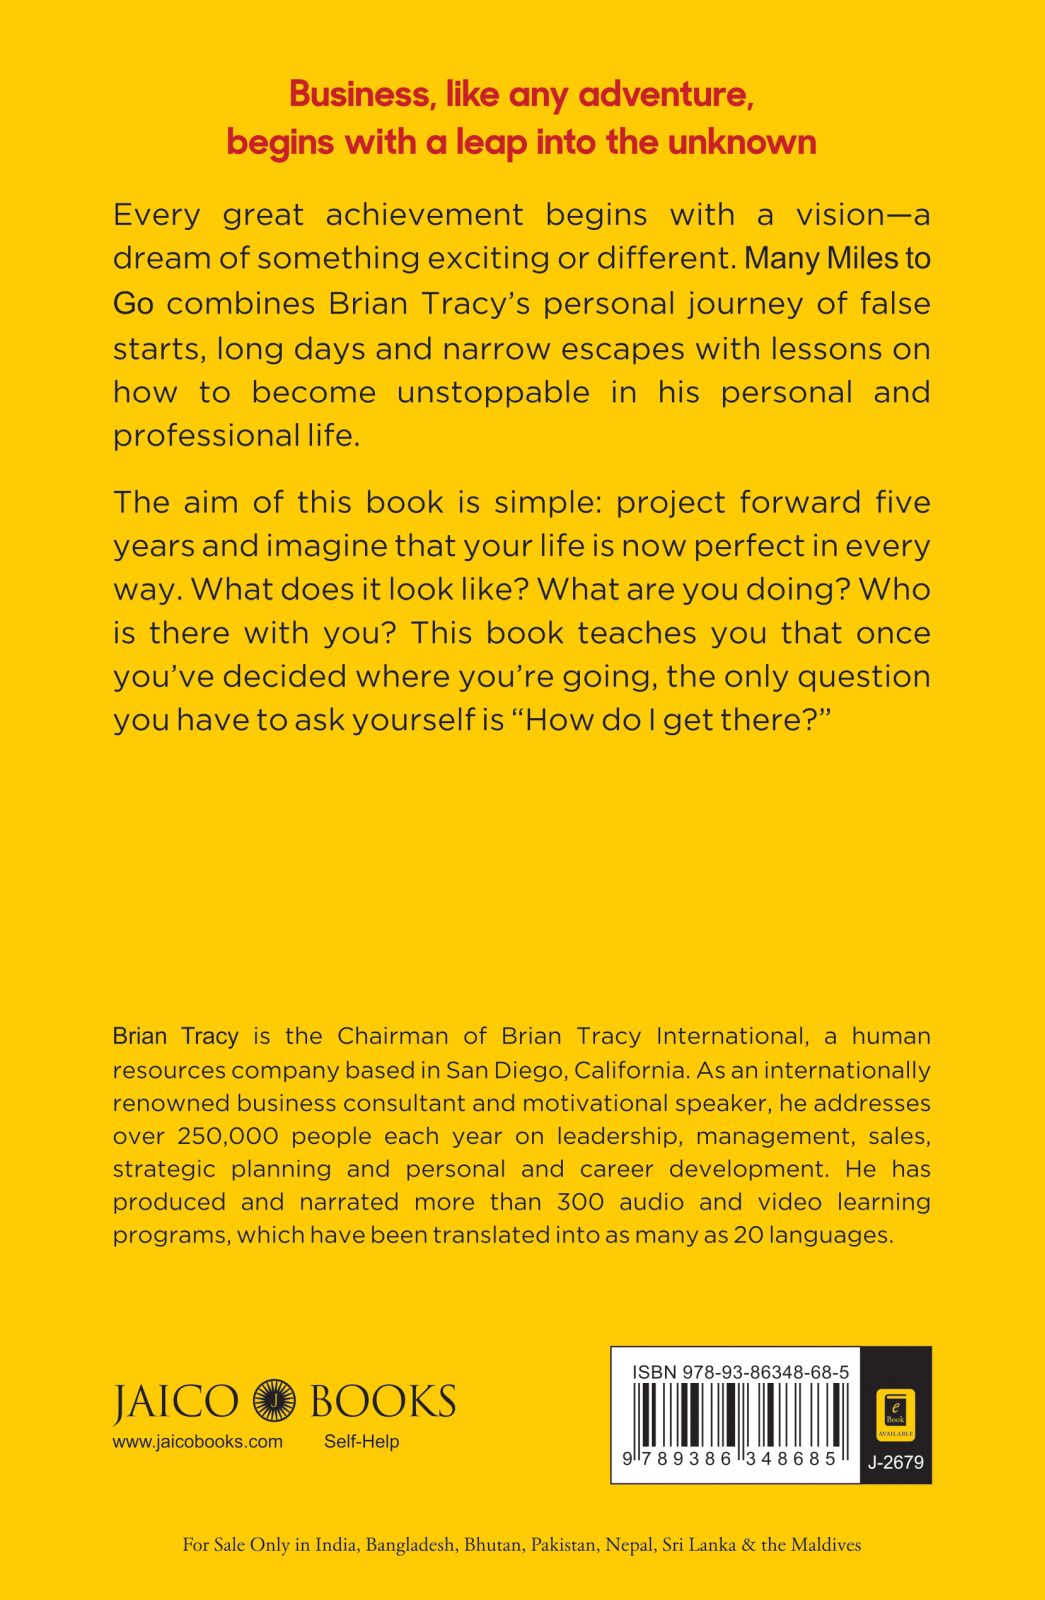 Business, like any adventure,
begins with a leap into the unknown
Every great achievement begins with a vision—a
dream of something exciting or different. Many Miles to
Go combines Brian Tracy’s personal journey of false
starts, long days and narrow escapes with lessons on
how to become unstoppable in his personal and
professional life.
The aim of this book is simple: project forward five
years and imagine that your life is now perfect in every
way. What does it look like? What are you doing? Who
is there with you? This book teaches you that once
you’ve decided where you’re going, the only question
you have to ask yourself is “How do I get there?”
Brian Tracy is the Chairman of Brian Tracy International, a human
resources company based in San Diego, California. As an internationally
renowned business consultant and motivational speaker, he addresses
over 250,000 people each year on leadership, management, sales,
strategic planning and personal and career development. He has
produced and narrated more than 300 audio and video learning
programs, which have been translated into as many as 20 languages.
JAICO J BOOKS
www.jaicobooks.com Self-Help
ISBN 978-93-86348-68-5
9 789386 348685
e
Book
AVAILABLE
J-2679
For Sale Only in India, Bangladesh, Bhutan, Pakistan, Nepal, Sri Lanka & the Maldives